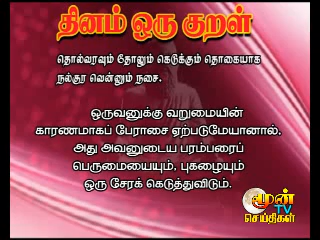 தினம் ஒரு குறள்
தொல்வரவும் தோலும் கெடுக்கும் தொகையாக
நல்குர வென்னும் நசை.
ஒருவனுக்கு வறுமையின்
காரணமாகப் பேராசை ஏற்படுமேயானால்,
அது அவனுடைய பரம்பரைப்
பெருமையையும், புகழையும்
ஒரு சேரக் கெடுத்துவிடும்.
மூன்
TV
செய்திகள்